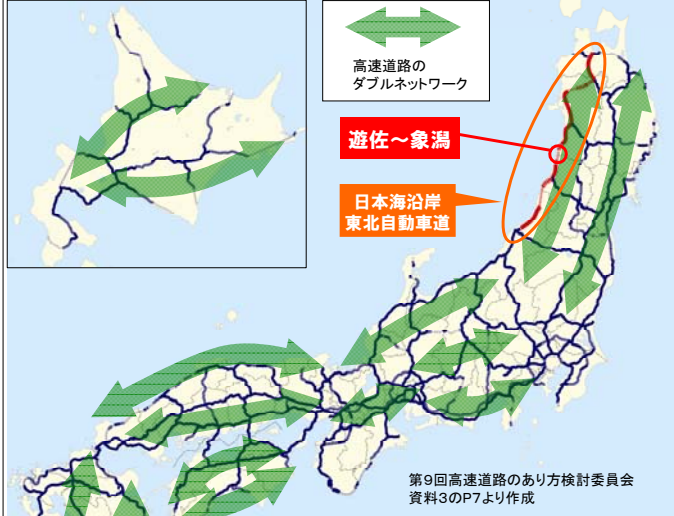 高速道路の
ダブルネットワーク
遊佐~象潟
日本海沿岸
東北自動車道
第9回高速道路のあり方検討委員会
資料3のP7より作成